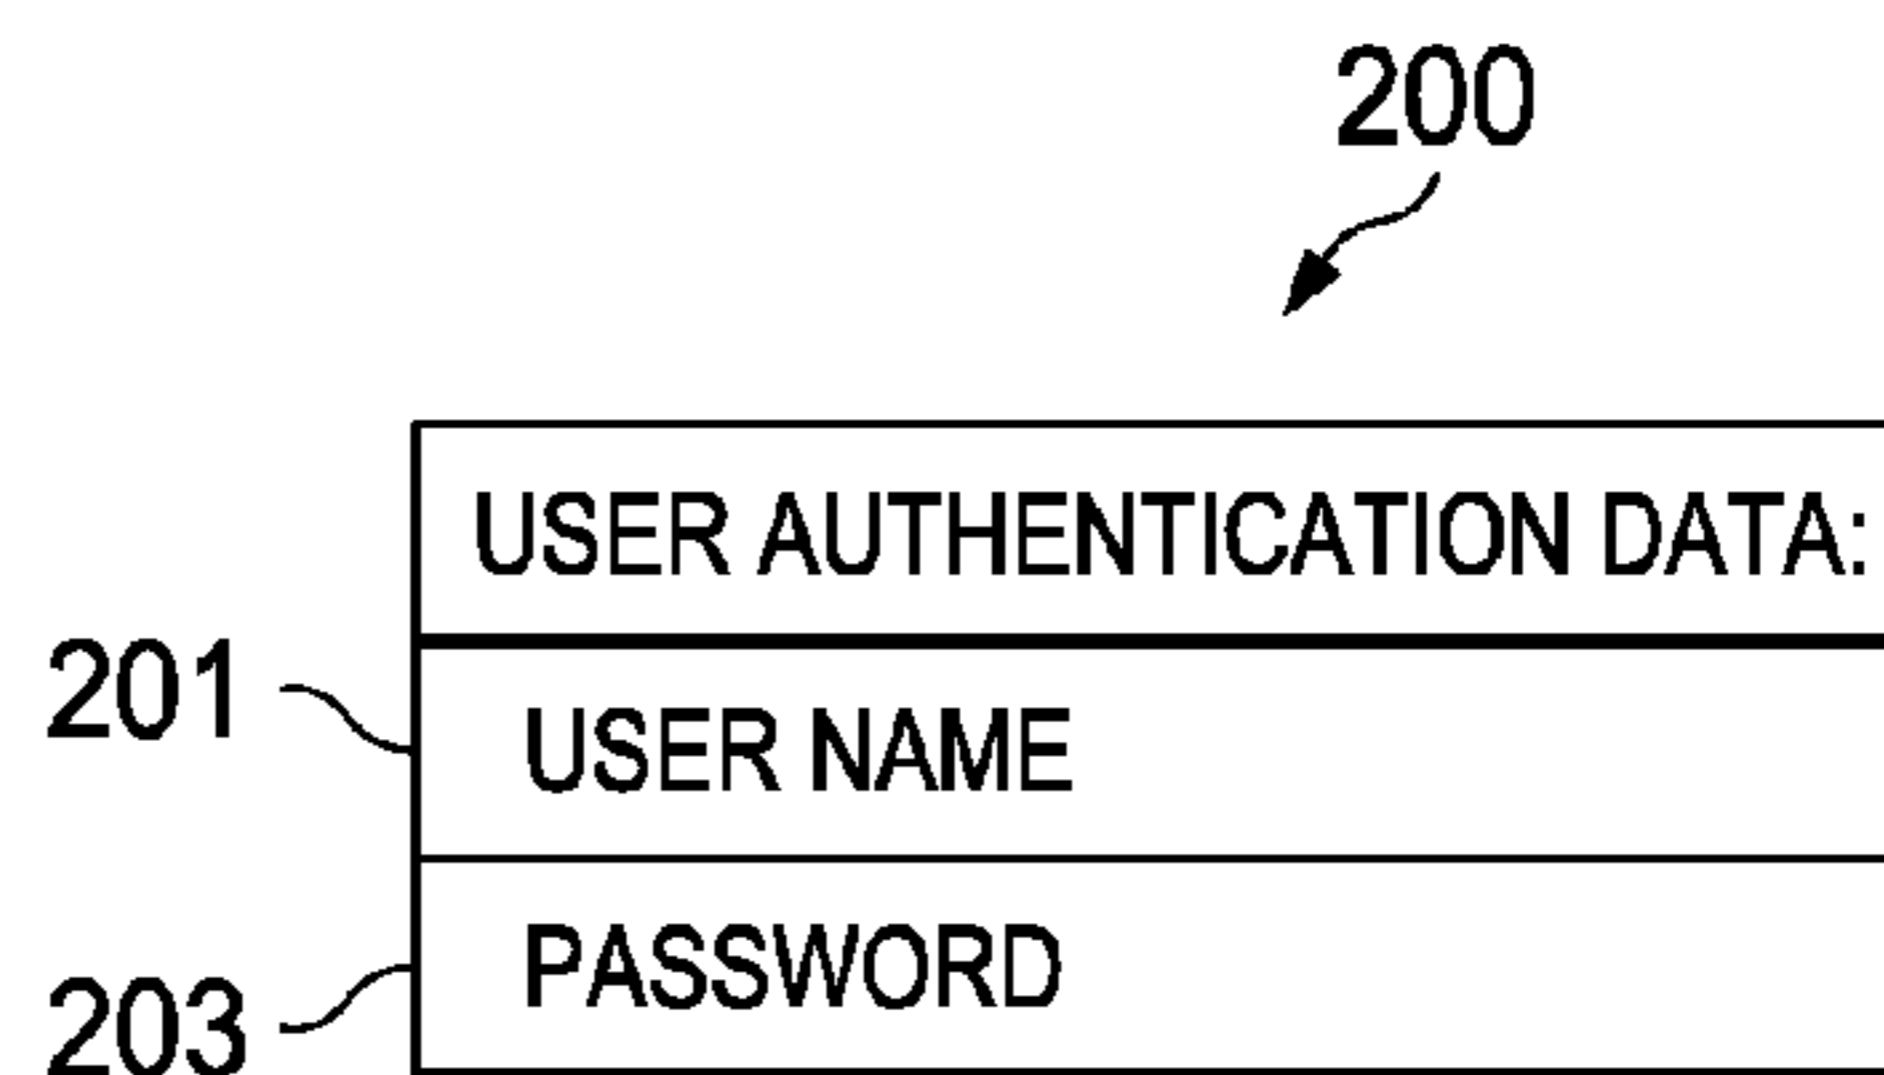 200
USER AUTHENTICATION DATA:
201
USER NAME
PASSWORD
203